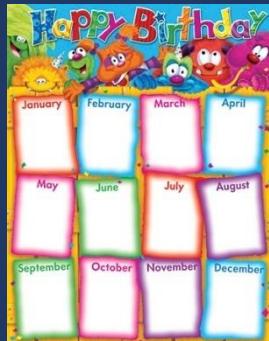 Happy Birthday
January February March April
May June July August
September October November December